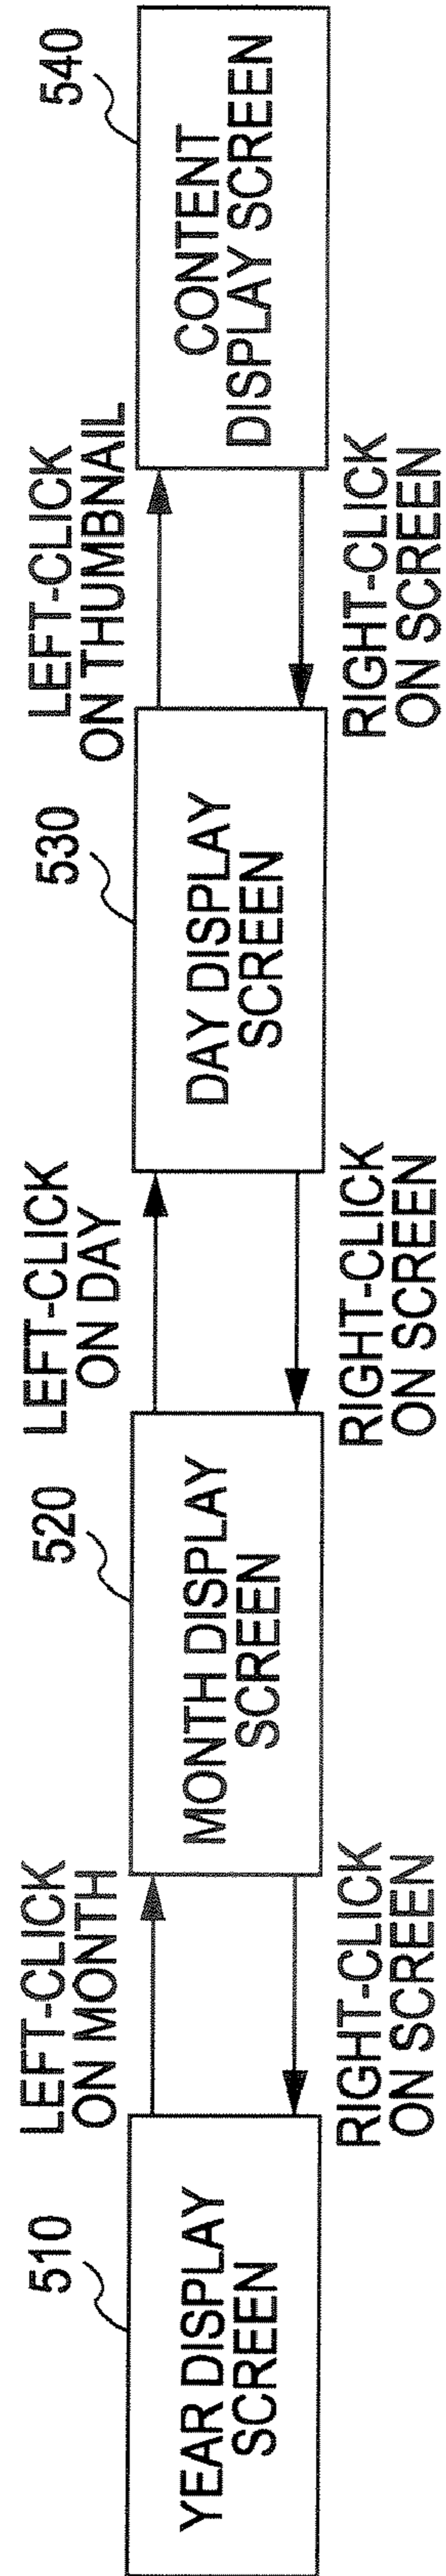 510
YEAR DISPLAY
SCREEN
LEFT-CLICK
ON MONTH
RIGHT-CLICK
ON SCREEN
520
MONTH DISPLAY
SCREEN
LEFT-CLICK
ON DAY
RIGHT-CLICK
ON SCREEN
530
DAY DISPLAY
SCREEN
LEFT-CLICK
ON THUMBNAIL
RIGHT-CLICK
ON SCREEN
540
CONTENT
DISPLAY SCREEN